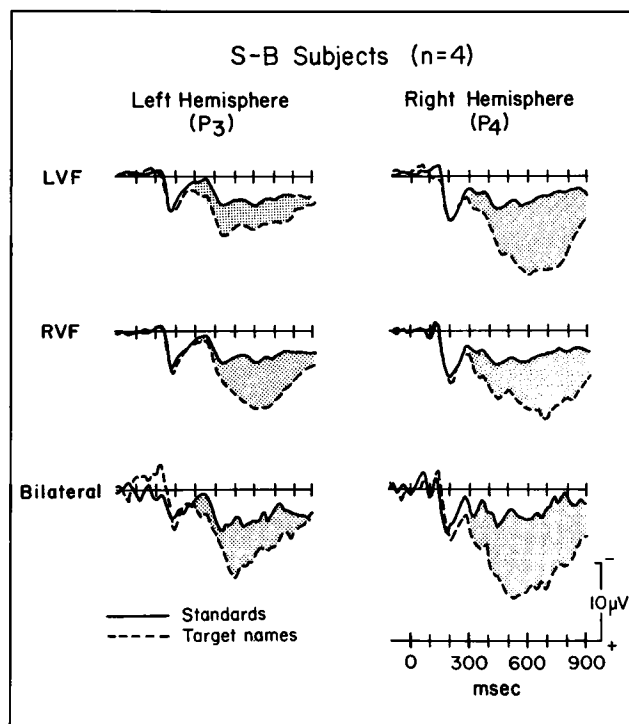 S-B Subjects (n=4)
Left Hemisphere
(P3)
Right Hemisphere
(P4)
LVF
RVF
Bilateral
Standards
Target names
−
10μV
+
0 300 600 900
msec